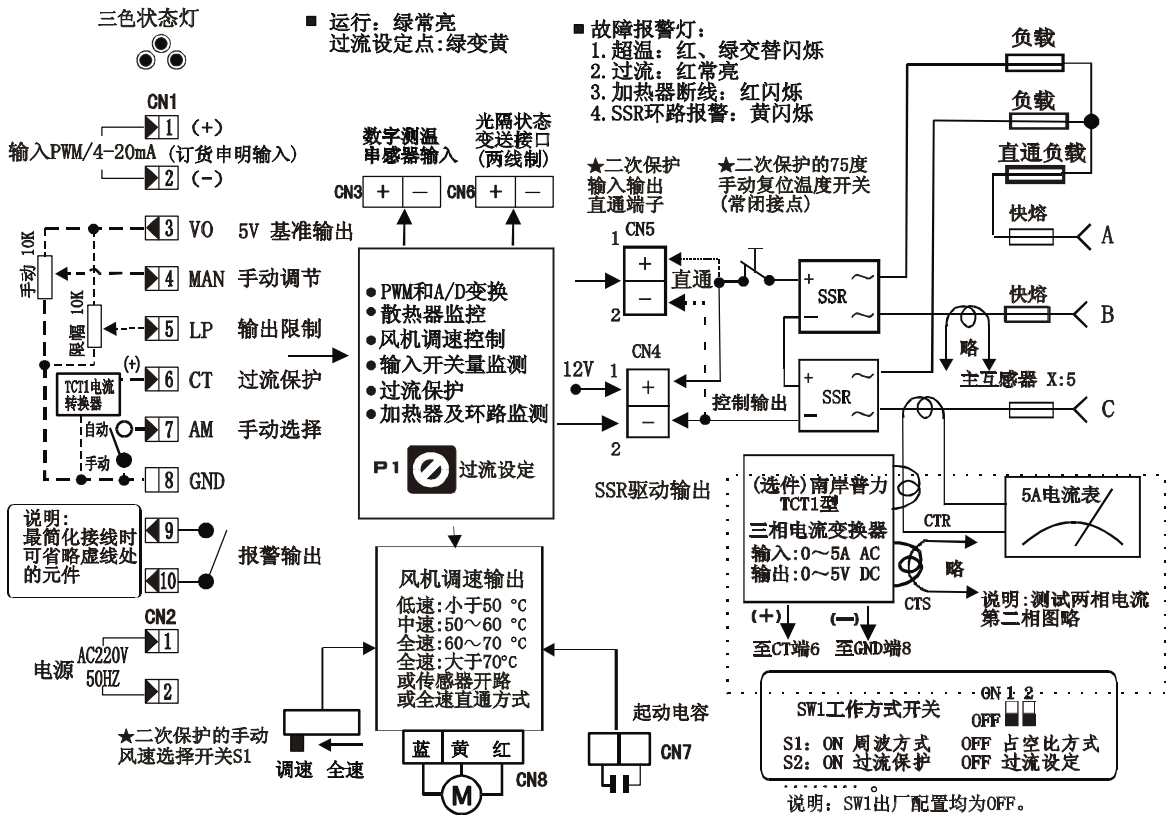 三色状态灯
■ 运行：绿常亮
过流设定点:绿变黄
■ 故障报警灯：
1.超温：红、绿交替闪烁
2.过流：红常亮
3.加热器断线：红闪烁
4.SSR环路报警：黄闪烁
CN1
1 (+)
输入PWM/4-20mA (订货申明输入)
2 (−)
3 VO 5V 基准输出
手动 10K
4 MAN 手动调节
限幅 10K
5 LP 输出限制
(+)
6 CT 过流保护
TCT1电流
转换器
自动
7 AM 手动选择
手动
8 GND
说明:
最简化接线时
可省略虚线处
的元件
9
报警输出
10
CN2
1
电源 AC220V
50HZ
2
数字测温
串感器输入
CN3 + −
光隔状态
变送接口
(两线制)
CN6 + −
●PWM和A/D变换
●散热器监控
●风机调速控制
●输入开关量监测
●过流保护
●加热器及环路监测
P1 过流设定
★二次保护
输入输出
直通端子
CN5
1
+
−
2
直通
★二次保护的75度
手动复位温度开关
(常闭接点)
12V
CN4
1
+
−
2
控制输出
SSR驱动输出
+ SSR ～
− ～
+ SSR ～
− ～
负载
负载
直通负载
快熔
A
快熔
B
略
主互感器 X:5
C
(选件)南岸普力
TCT1型
三相电流变换器
输入:0～5A AC
输出:0～5V DC
(+) (−)
至CT端6 至GND端8
CTR
5A电流表
略
CTS
说明:测试两相电流
第二相图略
风机调速输出
低速:小于50 °C
中速:50～60 °C
全速:60～70 °C
全速:大于70°C
或传感器开路
或全速直通方式
蓝 黄 红
CN8
M
★二次保护的手动
风速选择开关S1
调速 全速
起动电容
CN7
SW1工作方式开关
ON 1 2
OFF
S1: ON 周波方式 OFF 占空比方式
S2: ON 过流保护 OFF 过流设定
说明：SW1出厂配置均为OFF。